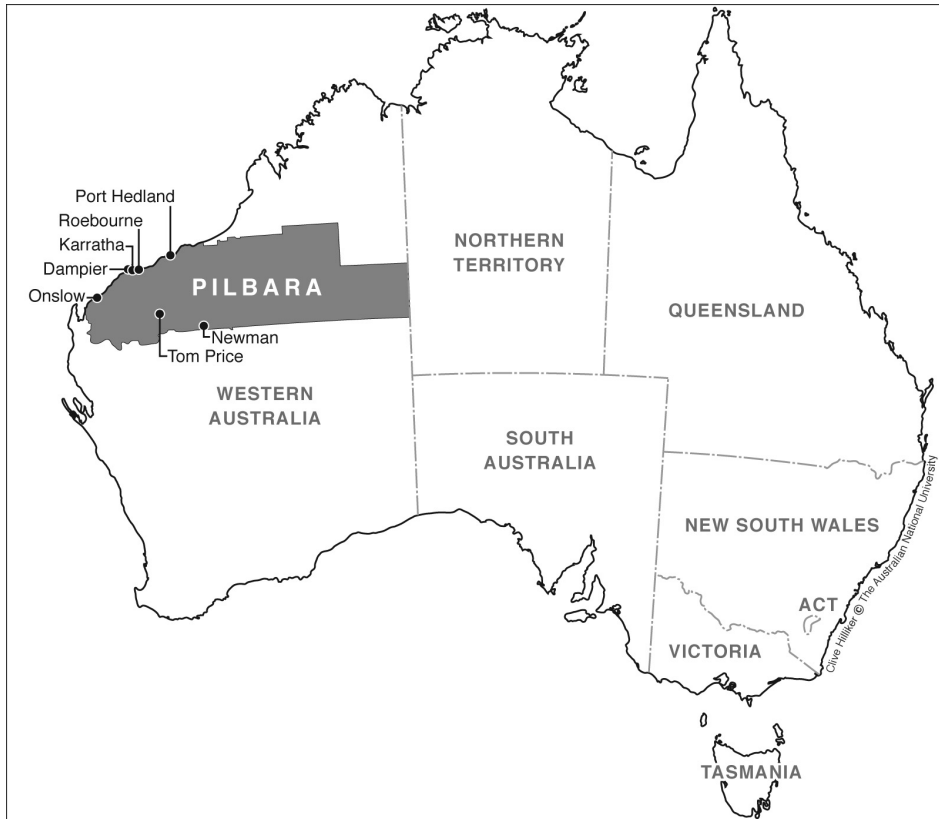 Port Hedland
Roebourne
Karratha
Dampier
Onslow
PILBARA
Newman
Tom Price
NORTHERN
TERRITORY
QUEENSLAND
WESTERN
AUSTRALIA
SOUTH
AUSTRALIA
NEW SOUTH WALES
ACT
VICTORIA
TASMANIA
Clive Hilliker © The Australian National University